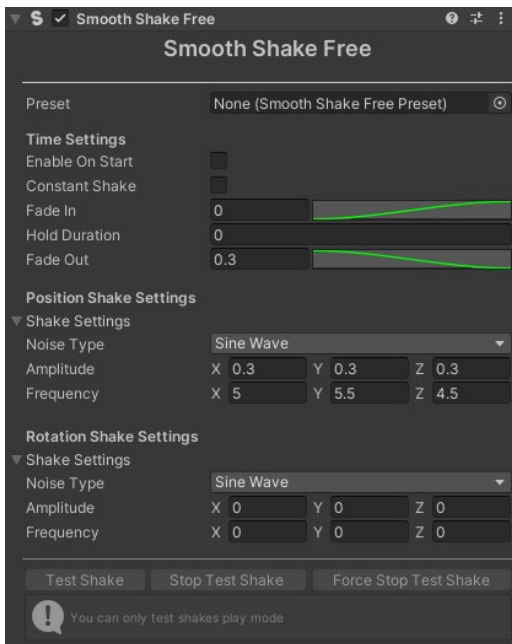 S Smooth Shake Free
Smooth Shake Free
Preset None (Smooth Shake Free Preset)
Time Settings
Enable On Start
Constant Shake
Fade In 0
Hold Duration 0
Fade Out 0.3
Position Shake Settings
Shake Settings
Noise Type Sine Wave
Amplitude X 0.3 Y 0.3 Z 0.3
Frequency X 5 Y 5.5 Z 4.5
Rotation Shake Settings
Shake Settings
Noise Type Sine Wave
Amplitude X 0 Y 0 Z 0
Frequency X 0 Y 0 Z 0
Test Shake Stop Test Shake Force Stop Test Shake
You can only test shakes play mode